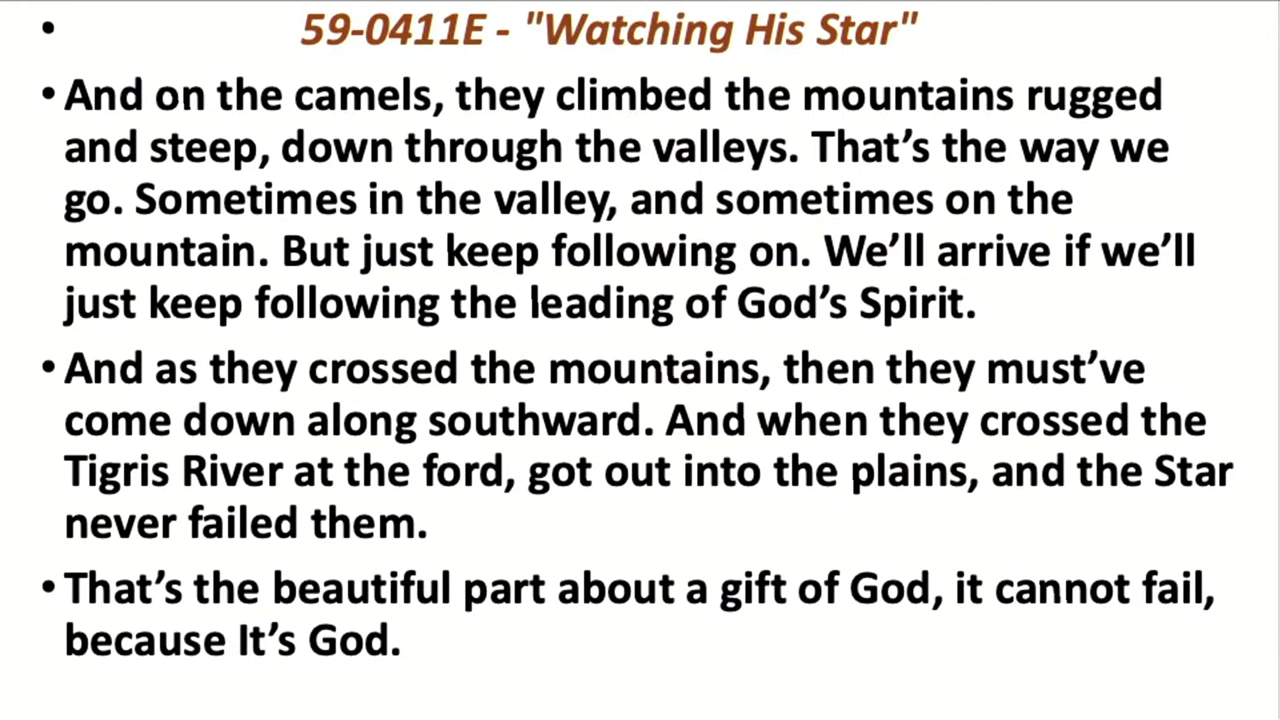 • 59-0411E - "Watching His Star"
• And on the camels, they climbed the mountains rugged
and steep, down through the valleys. That’s the way we
go. Sometimes in the valley, and sometimes on the
mountain. But just keep following on. We’ll arrive if we’ll
just keep following the leading of God’s Spirit.
• And as they crossed the mountains, then they must’ve
come down along southward. And when they crossed the
Tigris River at the ford, got out into the plains, and the Star
never failed them.
• That’s the beautiful part about a gift of God, it cannot fail,
because It’s God.